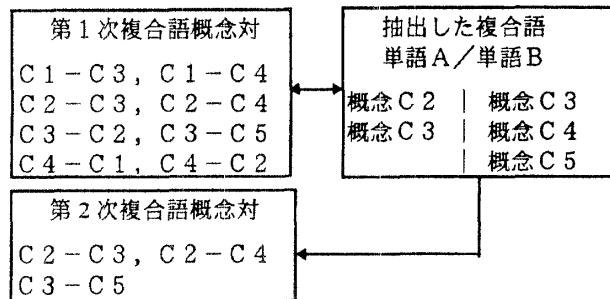 第1次複合語概念対
C1-C3, C1-C4
C2-C3, C2-C4
C3-C2, C3-C5
C4-C1, C4-C2
抽出した複合語
単語A/単語B
概念C2 | 概念C3
概念C3 | 概念C4
| 概念C5
第2次複合語概念対
C2-C3, C2-C4
C3-C5